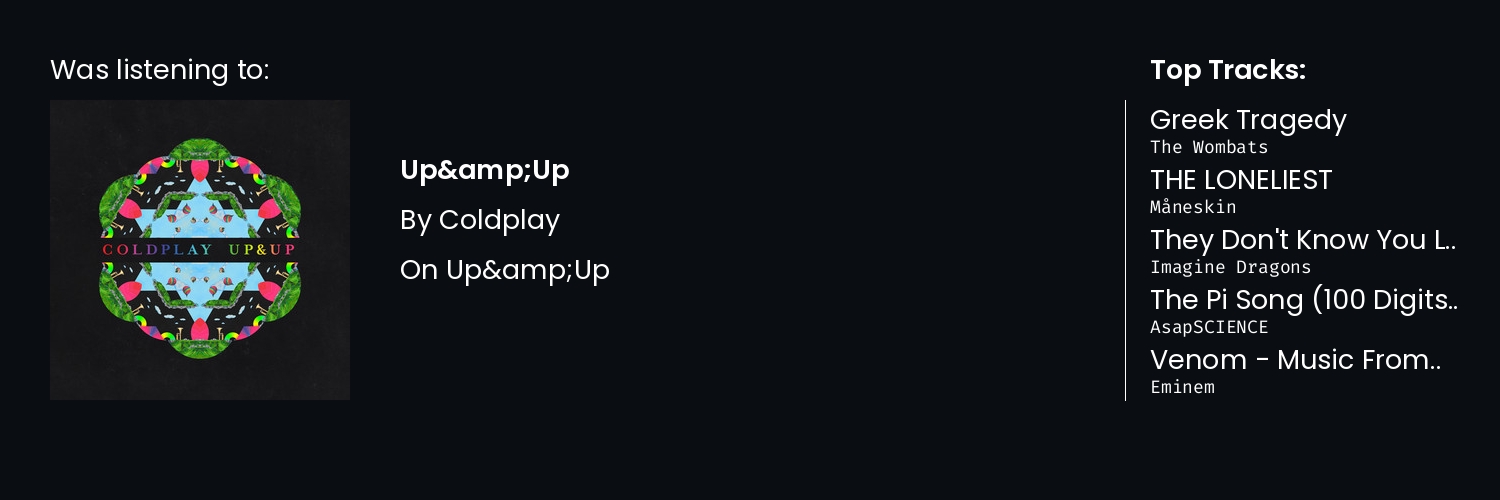 Was listening to:
COLDPLAY UP&UP
Up&amp;Up
By Coldplay
On Up&amp;Up
Top Tracks:
Greek Tragedy
The Wombats
THE LONELIEST
Måneskin
They Don't Know You L..
Imagine Dragons
The Pi Song (100 Digits..
AsapSCIENCE
Venom - Music From..
Eminem